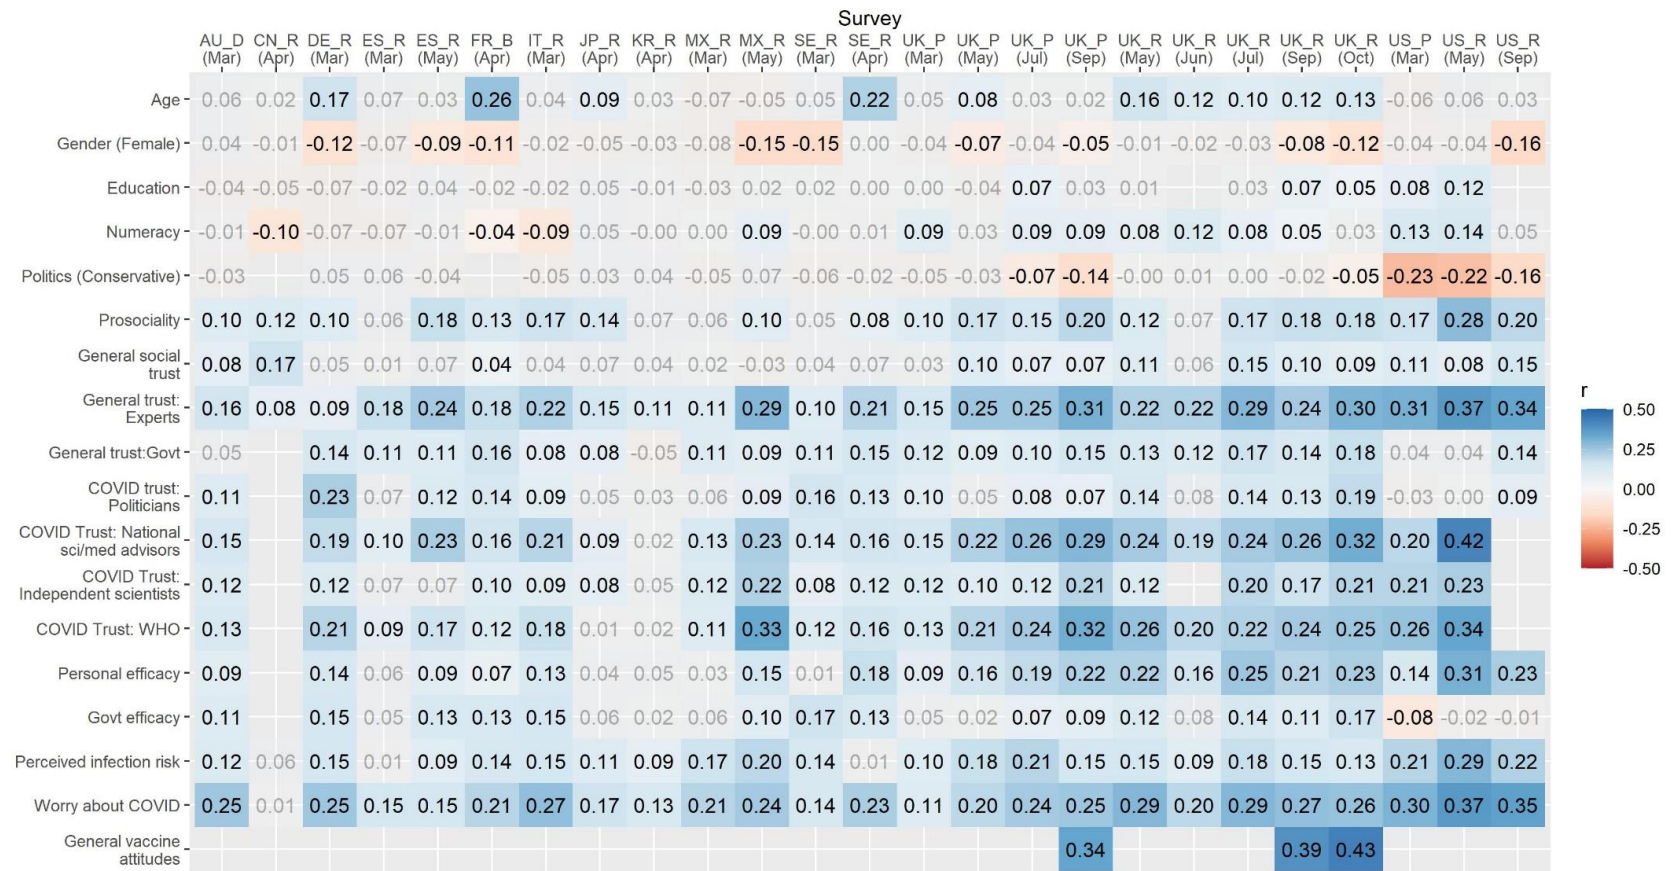 Survey
AU_D CN_R DE_R ES_R ES_R FR_B IT_R JP_R KR_R MX_R MX_R SE_R SE_R UK_P UK_P UK_P UK_P UK_R UK_R UK_R UK_R UK_R US_P US_R US_R
(Mar) (Apr) (Mar) (Mar) (May) (Apr) (Mar) (Apr) (Apr) (Mar) (May) (Mar) (Apr) (Mar) (May) (Jul) (Sep) (May) (Jun) (Jul) (Sep) (Oct) (Mar) (May) (Sep)
Age 0.06 0.02 0.17 0.07 0.03 0.26 0.04 0.09 0.03 -0.07 -0.05 0.05 0.22 0.05 0.08 0.03 0.02 0.16 0.12 0.10 0.12 0.13 -0.06 0.06 0.03
Gender (Female) 0.04 -0.01 -0.12 -0.07 -0.09 -0.11 -0.02 -0.05 -0.03 -0.08 -0.15 -0.15 0.00 -0.04 -0.07 -0.04 -0.05 -0.01 -0.02 -0.03 -0.08 -0.12 -0.04 -0.04 -0.16
Education -0.04 -0.05 -0.07 -0.02 0.04 -0.02 -0.02 0.05 -0.01 -0.03 0.02 0.02 0.00 0.00 -0.04 0.07 0.03 0.01 0.03 0.07 0.05 0.08 0.12
Numeracy -0.01 -0.10 -0.07 -0.07 -0.01 -0.04 -0.09 0.05 -0.00 0.00 0.09 -0.00 0.01 0.09 0.03 0.09 0.09 0.08 0.12 0.08 0.05 0.03 0.13 0.14 0.05
Politics (Conservative) -0.03 0.05 0.06 -0.04 -0.05 0.03 0.04 -0.05 0.07 -0.06 -0.02 -0.05 -0.03 -0.07 -0.14 -0.00 0.01 0.00 -0.02 -0.05 -0.23 -0.22 -0.16
Prosociality 0.10 0.12 0.10 0.06 0.18 0.13 0.17 0.14 0.07 0.06 0.10 0.05 0.08 0.10 0.17 0.15 0.20 0.12 0.07 0.17 0.18 0.18 0.17 0.28 0.20
General social
trust 0.08 0.17 0.05 0.01 0.07 0.04 0.04 0.07 0.04 0.02 -0.03 0.04 0.07 0.03 0.10 0.07 0.07 0.11 0.06 0.15 0.10 0.09 0.11 0.08 0.15
General trust:
Experts 0.16 0.08 0.09 0.18 0.24 0.18 0.22 0.15 0.11 0.11 0.29 0.10 0.21 0.15 0.25 0.25 0.31 0.22 0.22 0.29 0.24 0.30 0.31 0.37 0.34
General trust:Govt 0.05 0.14 0.11 0.11 0.16 0.08 0.08 -0.05 0.11 0.09 0.11 0.15 0.12 0.09 0.10 0.15 0.13 0.12 0.17 0.14 0.18 0.04 0.04 0.14
COVID trust:
Politicians 0.11 0.23 0.07 0.12 0.14 0.09 0.05 0.03 0.06 0.09 0.16 0.13 0.10 0.05 0.08 0.07 0.14 0.08 0.14 0.13 0.19 -0.03 0.00 0.09
COVID Trust: National
sci/med advisors 0.15 0.19 0.10 0.23 0.16 0.21 0.09 0.02 0.13 0.23 0.14 0.16 0.15 0.22 0.26 0.29 0.24 0.19 0.24 0.26 0.32 0.20 0.42
COVID Trust:
Independent scientists 0.12 0.12 0.07 0.07 0.10 0.09 0.08 0.05 0.12 0.22 0.08 0.12 0.12 0.10 0.12 0.21 0.12 0.20 0.17 0.21 0.21 0.23
COVID Trust: WHO 0.13 0.21 0.09 0.17 0.12 0.18 0.01 0.02 0.11 0.33 0.12 0.16 0.13 0.21 0.24 0.32 0.26 0.20 0.22 0.24 0.25 0.26 0.34
Personal efficacy 0.09 0.14 0.06 0.09 0.07 0.13 0.04 0.05 0.03 0.15 0.01 0.18 0.09 0.16 0.19 0.22 0.22 0.16 0.25 0.21 0.23 0.14 0.31 0.23
Govt efficacy 0.11 0.15 0.05 0.13 0.13 0.15 0.06 0.02 0.06 0.10 0.17 0.13 0.05 0.02 0.07 0.09 0.12 0.08 0.14 0.11 0.17 -0.08 -0.02 -0.01
Perceived infection risk 0.12 0.06 0.15 0.01 0.09 0.14 0.15 0.11 0.09 0.17 0.20 0.14 0.01 0.10 0.18 0.21 0.15 0.15 0.09 0.18 0.15 0.13 0.21 0.29 0.22
Worry about COVID 0.25 0.01 0.25 0.15 0.15 0.21 0.27 0.17 0.13 0.21 0.24 0.14 0.23 0.11 0.20 0.24 0.25 0.29 0.20 0.29 0.27 0.26 0.30 0.37 0.35
General vaccine
attitudes 0.34 0.39 0.43
r
0.50
0.25
0.00
-0.25
-0.50